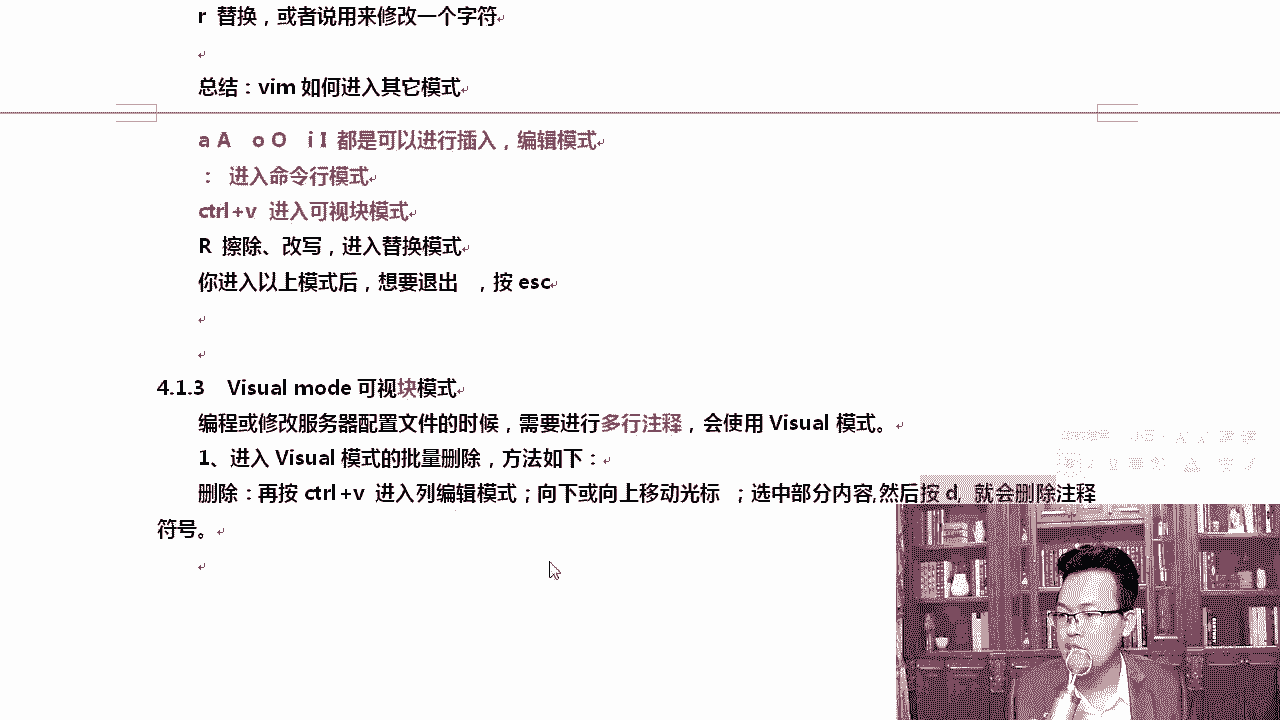 r 替换，或者说用来修改一个字符
总结：vim 如何进入其它模式
a A o O i I 都是可以进行插入，编辑模式
： 进入命令行模式
ctrl+v 进入可视块模式
R 擦除、改写，进入替换模式
你进入以上模式后，想要退出 ，按 esc
4.1.3 Visual mode 可视块模式
编程或修改服务器配置文件的时候，需要进行多行注释，会使用 Visual 模式。
1、进入 Visual 模式的批量删除，方法如下：
删除：再按 ctrl+v 进入列编辑模式；向下或向上移动光标 ；选中部分内容,然后按 d, 就会删除注释
符号。